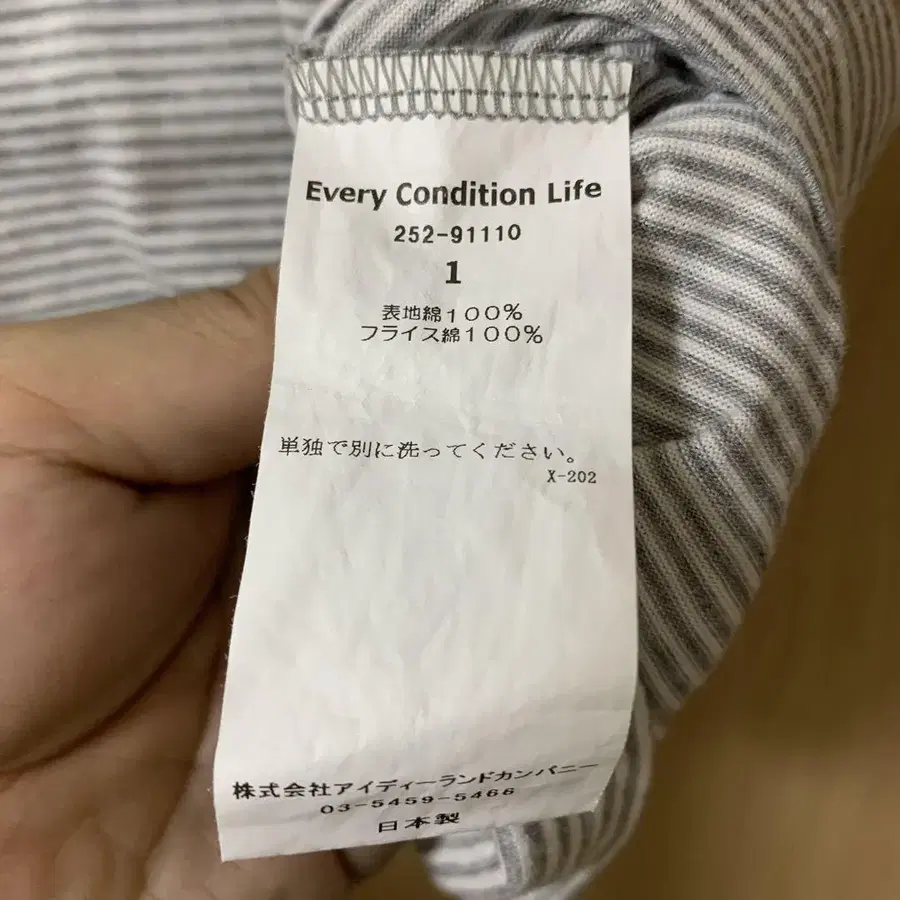 Every Condition Life
252-91110
1
表地綿100%
フライス綿100%
単独で別に洗ってください。
X-202
株式会社アイディーランドカンパニー
03-5459-5466
日本製